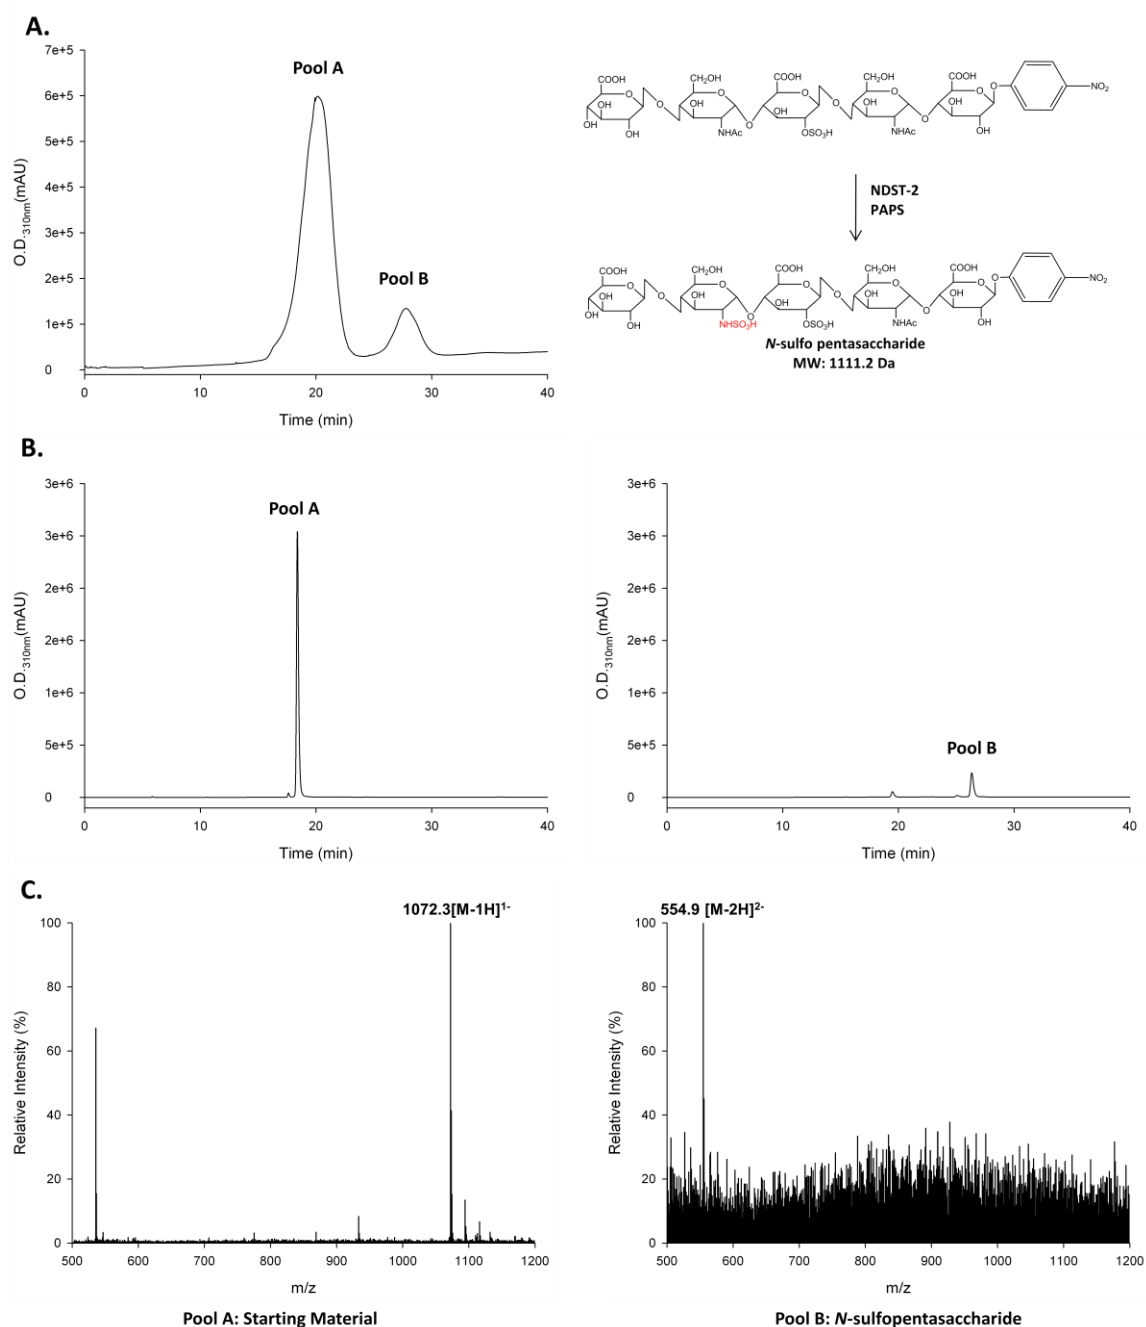 A.
7e+5
6e+5
5e+5
4e+5
3e+5
2e+5
1e+5
0
O.D.310nm(mAU)
Pool A
Pool B
0 10 20 30 40
Time (min)
COOH CH₂OH COOH CH₂OH COOH
O NO₂
OH O OH O OH O OH O OH
HO OH NHAc OSO₃H NHAc OH
NDST-2
PAPS
COOH CH₂OH COOH CH₂OH COOH
O NO₂
OH O OH O OH O OH O OH
HO OH NHSO₃H OSO₃H NHAc OH
N-sulfo pentasaccharide
MW: 1111.2 Da
B.
3e+6
3e+6
2e+6
2e+6
1e+6
5e+5
0
O.D.310nm(mAU)
Pool A
0 10 20 30 40
Time (min)
3e+6
3e+6
2e+6
2e+6
1e+6
5e+5
0
O.D.310nm(mAU)
Pool B
0 10 20 30 40
Time (min)
C.
1072.3[M-1H]¹⁻
100
80
60
40
20
0
Relative Intensity (%)
500 600 700 800 900 1000 1100 1200
m/z
Pool A: Starting Material
554.9 [M-2H]²⁻
100
80
60
40
20
0
Relative Intensity (%)
500 600 700 800 900 1000 1100 1200
m/z
Pool B: N-sulfopentasaccharide